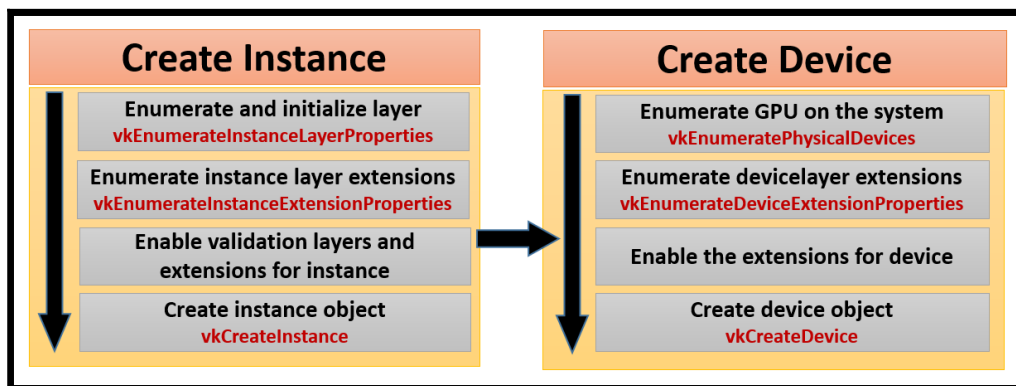 Create Instance
Enumerate and initialize layer
vkEnumerateInstanceLayerProperties
Enumerate instance layer extensions
vkEnumerateInstanceExtensionProperties
Enable validation layers and
extensions for instance
Create instance object
vkCreateInstance
Create Device
Enumerate GPU on the system
vkEnumeratePhysicalDevices
Enumerate devicelayer extensions
vkEnumerateDeviceExtensionProperties
Enable the extensions for device
Create device object
vkCreateDevice